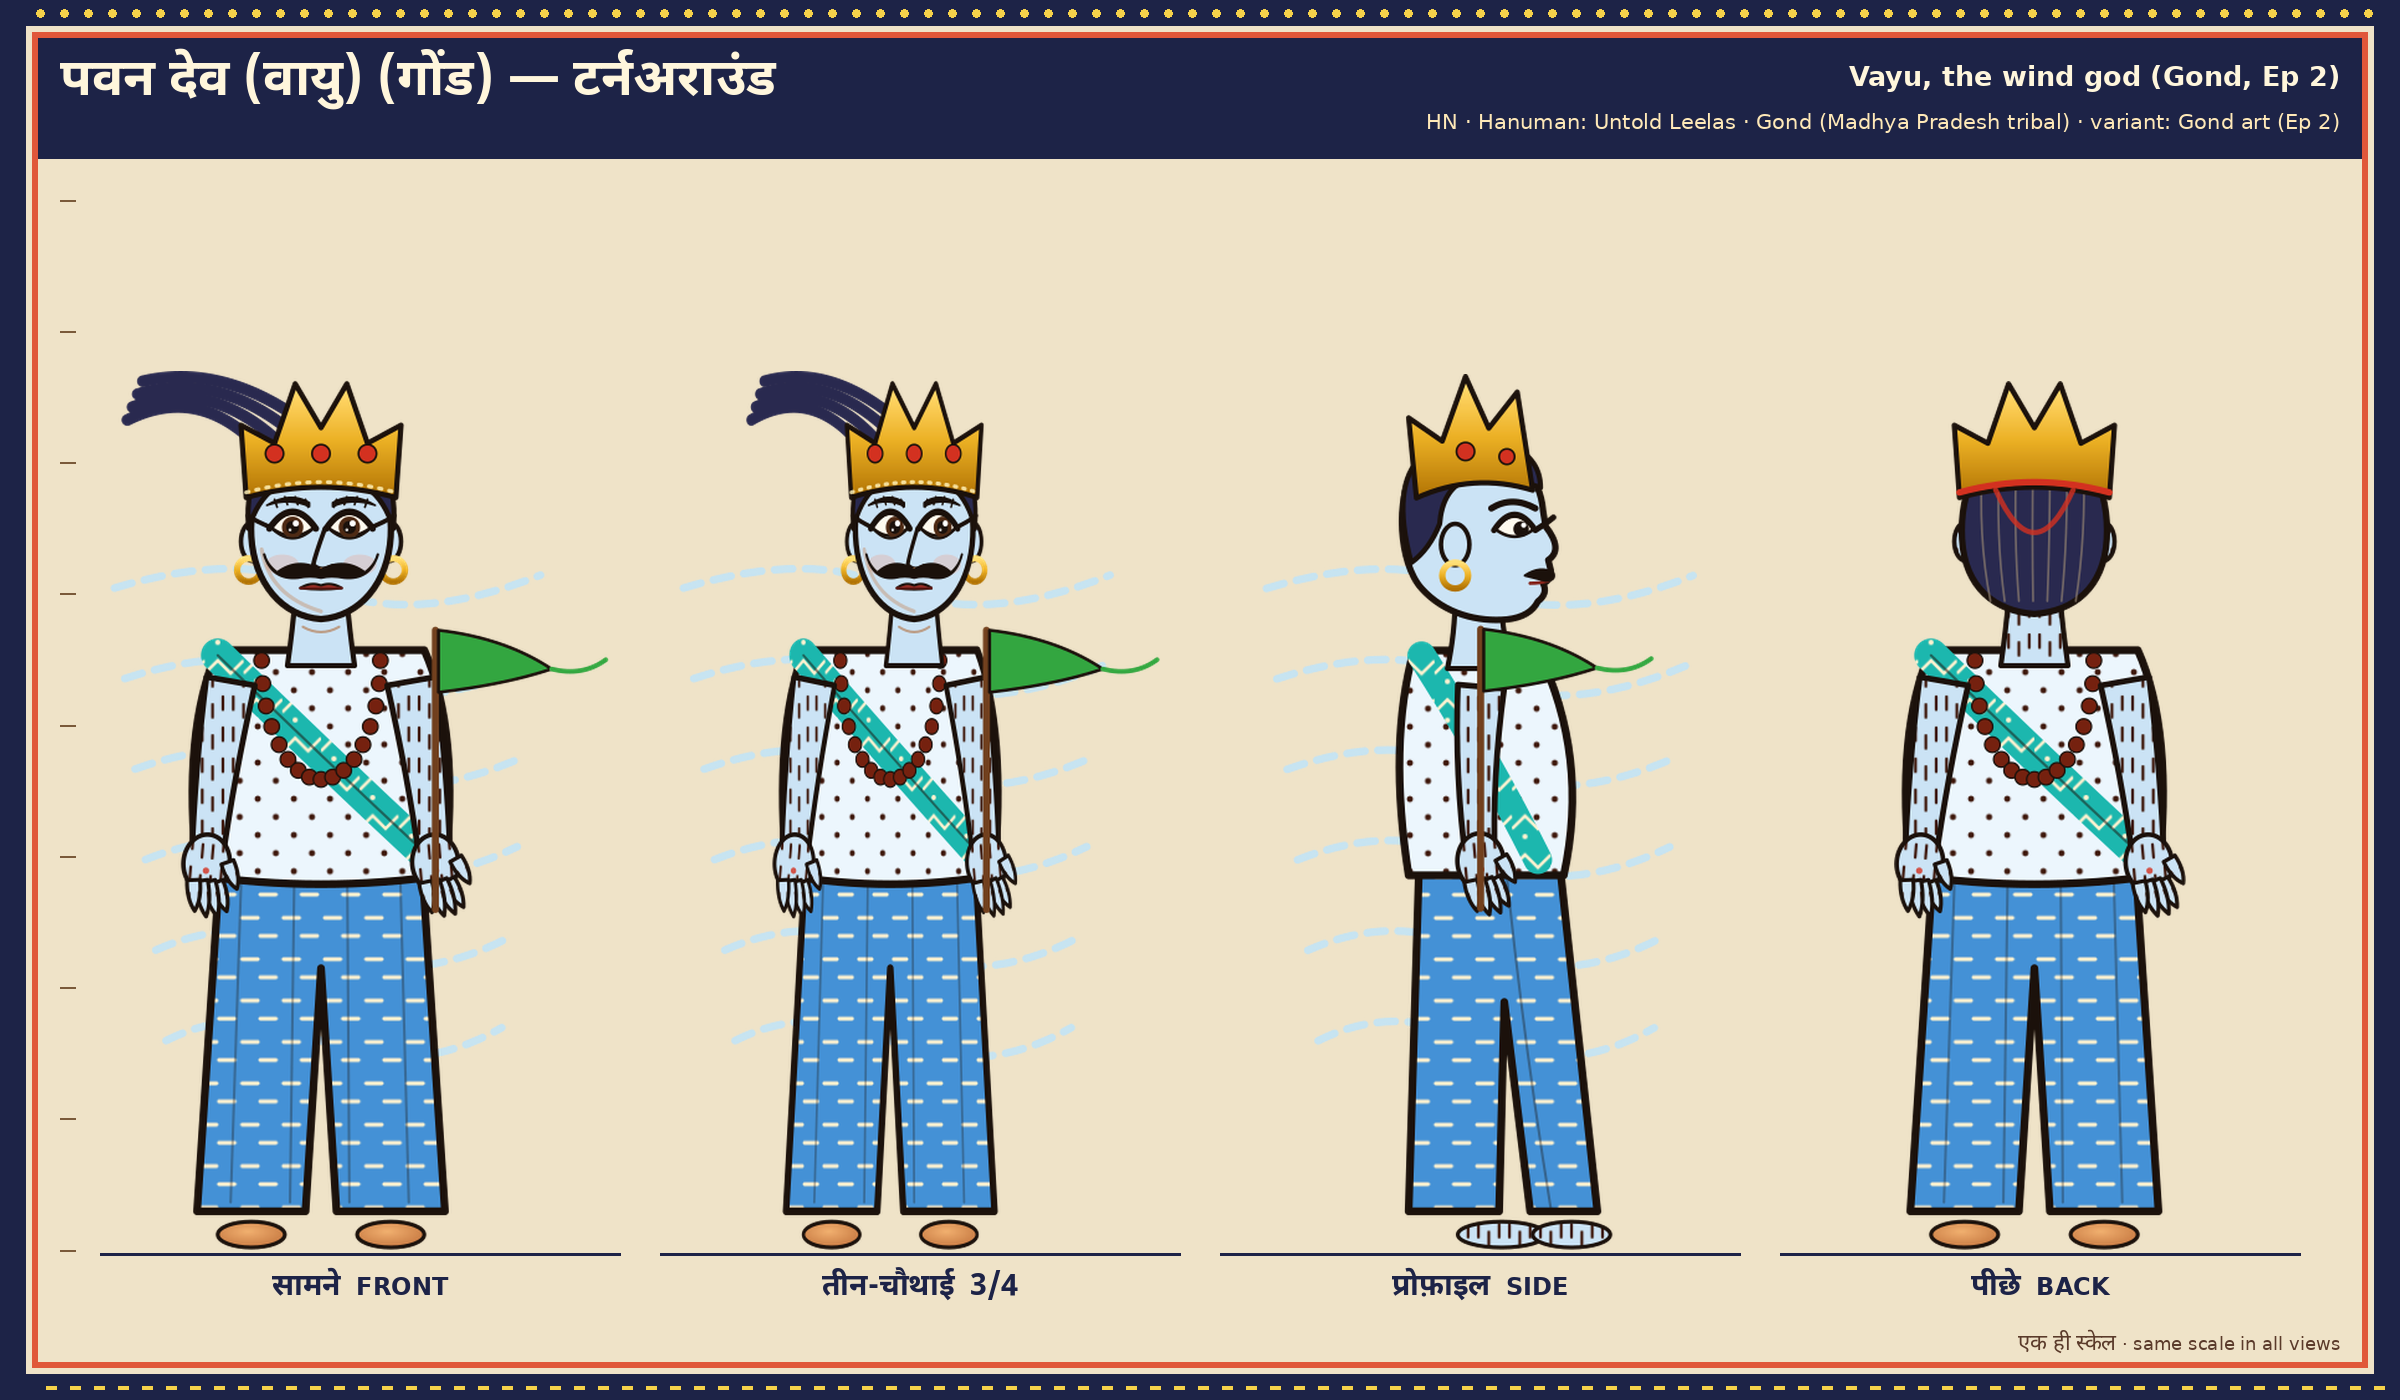 पवन देव (वायु) (गोंड) — टर्नअराउंड
Vayu, the wind god (Gond, Ep 2)
HN · Hanuman: Untold Leelas · Gond (Madhya Pradesh tribal) · variant: Gond art (Ep 2)
सामने FRONT
तीन-चौथाई 3/4
प्रोफ़ाइल SIDE
पीछे BACK
एक ही स्केल · same scale in all views